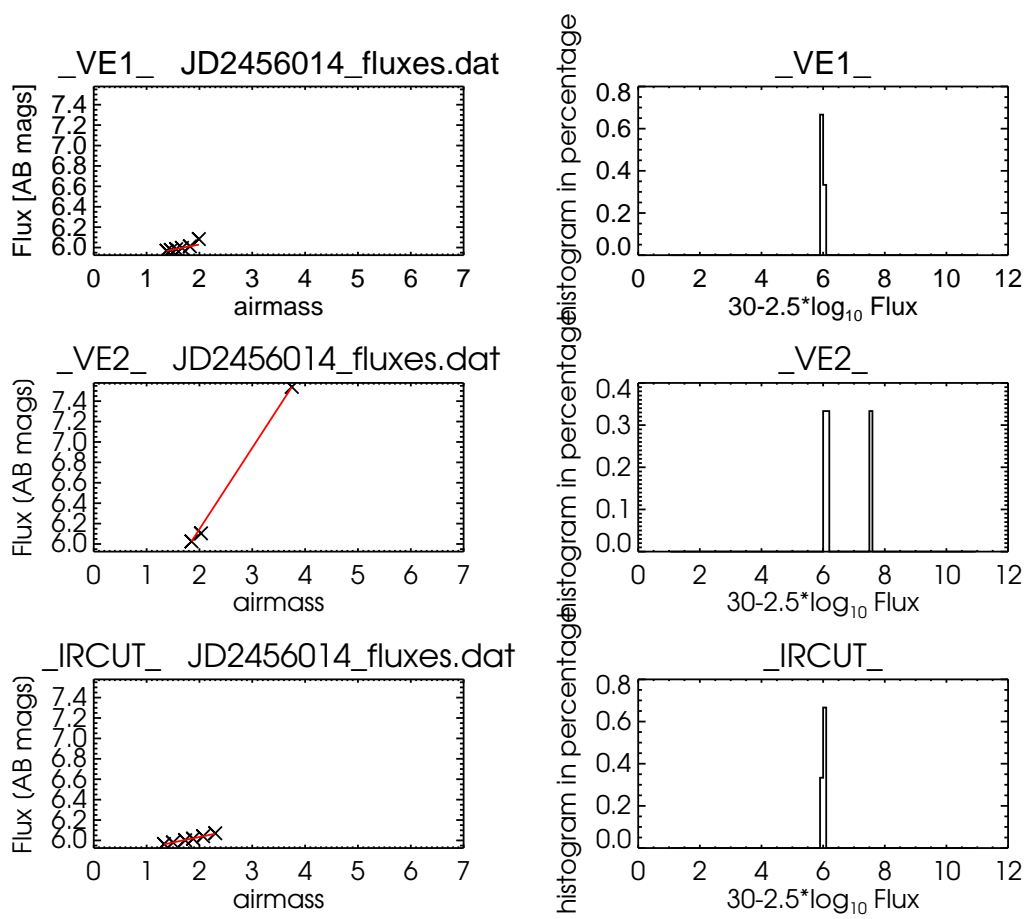 _VE1_ JD2456014_fluxes.dat
7.4
7.2
7.0
6.8
6.6
6.4
6.2
6.0
Flux [AB mags]
0 1 2 3 4 5 6 7
airmass
_VE1_
0.8
0.6
0.4
0.2
0.0
histogram in percentage
0 2 4 6 8 10 12
30-2.5*log10 Flux
_VE2_ JD2456014_fluxes.dat
7.4
7.2
7.0
6.8
6.6
6.4
6.2
6.0
Flux (AB mags)
0 1 2 3 4 5 6 7
airmass
_VE2_
0.4
0.3
0.2
0.1
0.0
histogram in percentage
0 2 4 6 8 10 12
30-2.5*log10 Flux
_IRCUT_ JD2456014_fluxes.dat
7.4
7.2
7.0
6.8
6.6
6.4
6.2
6.0
Flux (AB mags)
0 1 2 3 4 5 6 7
airmass
_IRCUT_
0.8
0.6
0.4
0.2
0.0
histogram in percentage
0 2 4 6 8 10 12
30-2.5*log10 Flux